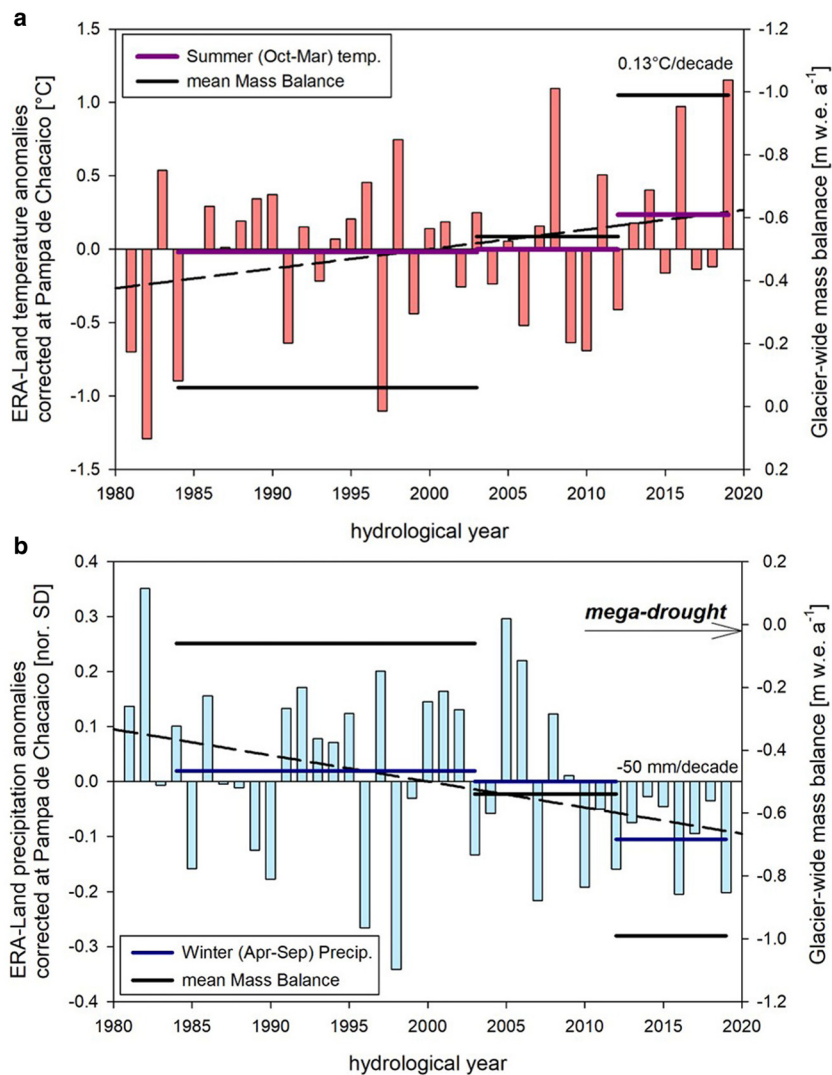 a
ERA-Land temperature anomalies
corrected at Pampa de Chacaico [°C]
1.5
1.0
0.5
0.0
-0.5
-1.0
-1.5
Summer (Oct-Mar) temp.
mean Mass Balance
0.13°C/decade
-1.2
-1.0
-0.8
-0.6
-0.4
-0.2
0.0
0.2
Glacier-wide mass balanace [m w.e. a-1]
1980 1985 1990 1995 2000 2005 2010 2015 2020
hydrological year
b
ERA-Land precipitation anomalies
corrected at Pampa de Chacaico [nor. SD]
0.4
0.3
0.2
0.1
0.0
-0.1
-0.2
-0.3
-0.4
mega-drought
-50 mm/decade
Winter (Apr-Sep) Precip.
mean Mass Balance
0.2
0.0
-0.2
-0.4
-0.6
-0.8
-1.0
-1.2
Glacier-wide mass balanace [m w.e. a-1]
1980 1985 1990 1995 2000 2005 2010 2015 2020
hydrological year